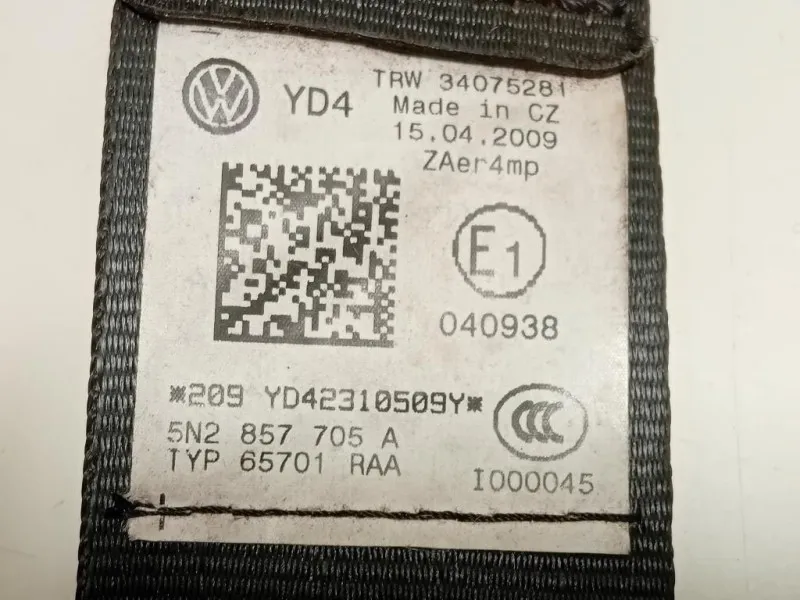 TRW 34075281
YD4
Made in CZ
15.04.2009
ZAer4mp
E1
040938
*209 YD42310509Y*
5N2 857 705 A
TYP 65701 RAA
CCC
I000045